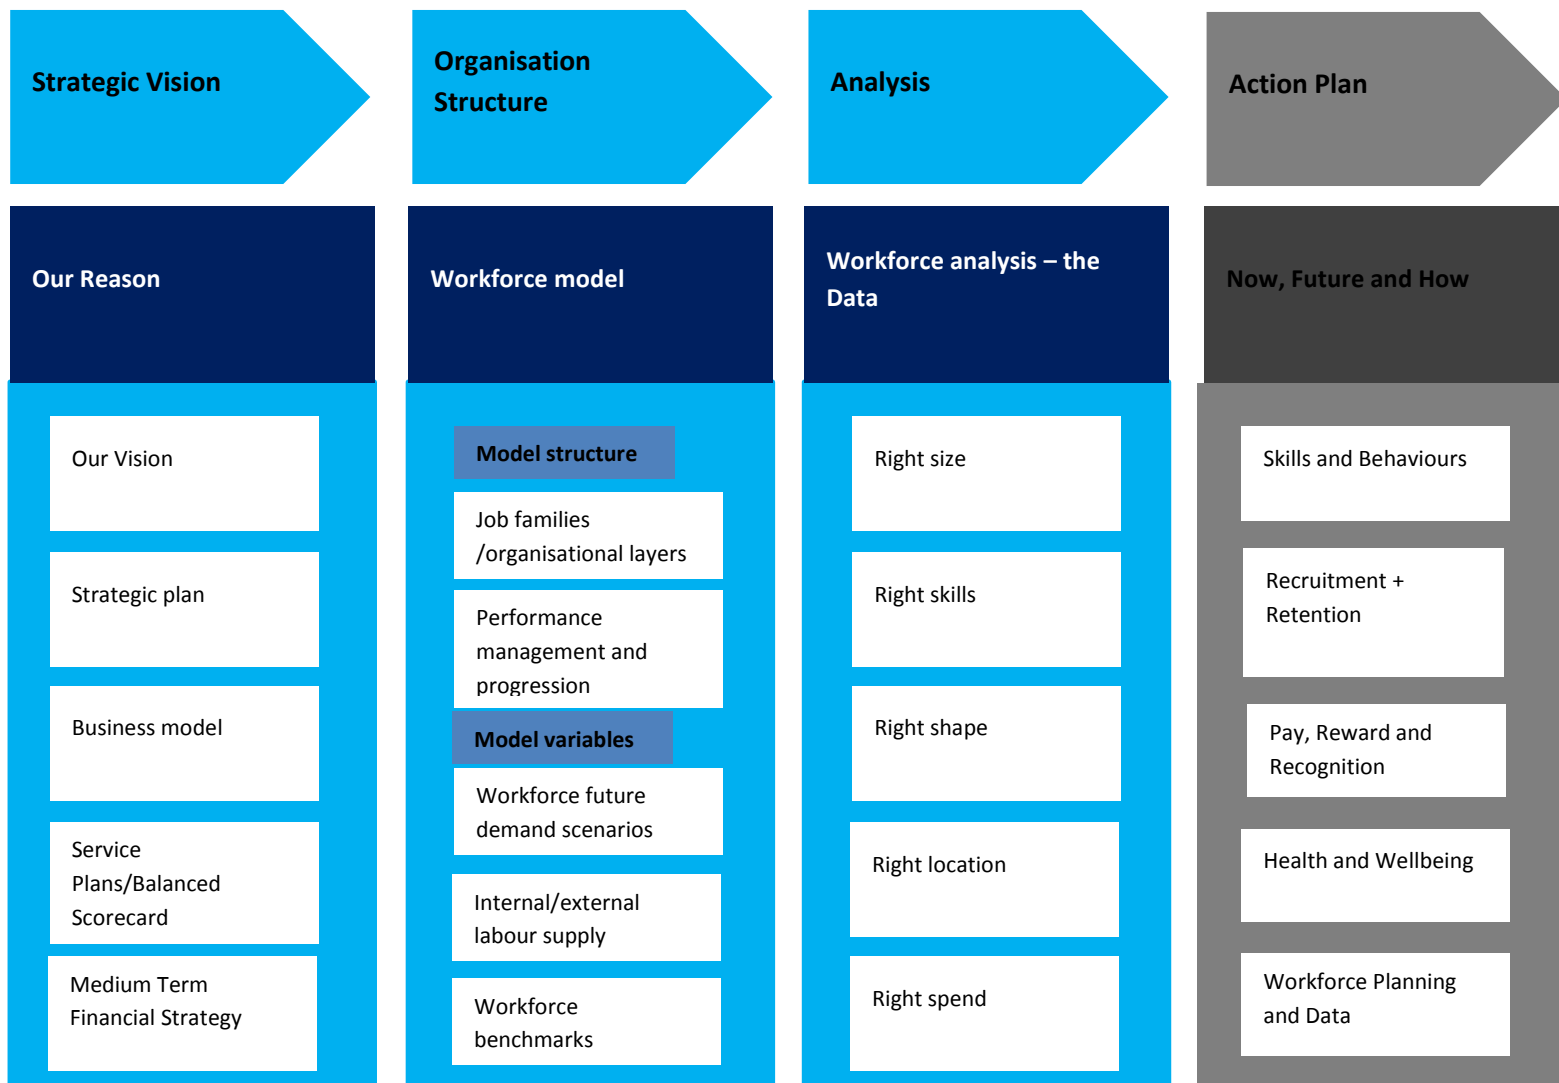 Strategic Vision
Organisation
Structure
Analysis
Action Plan
Our Reason
Workforce model
Workforce analysis – the
Data
Now, Future and How
Our Vision
Strategic plan
Business model
Service
Plans/Balanced
Scorecard
Medium Term
Financial Strategy
Model structure
Job families
/organisational layers
Performance
management and
progression
Model variables
Workforce future
demand scenarios
Internal/external
labour supply
Workforce
benchmarks
Right size
Right skills
Right shape
Right location
Right spend
Skills and Behaviours
Recruitment +
Retention
Pay, Reward and
Recognition
Health and Wellbeing
Workforce Planning
and Data